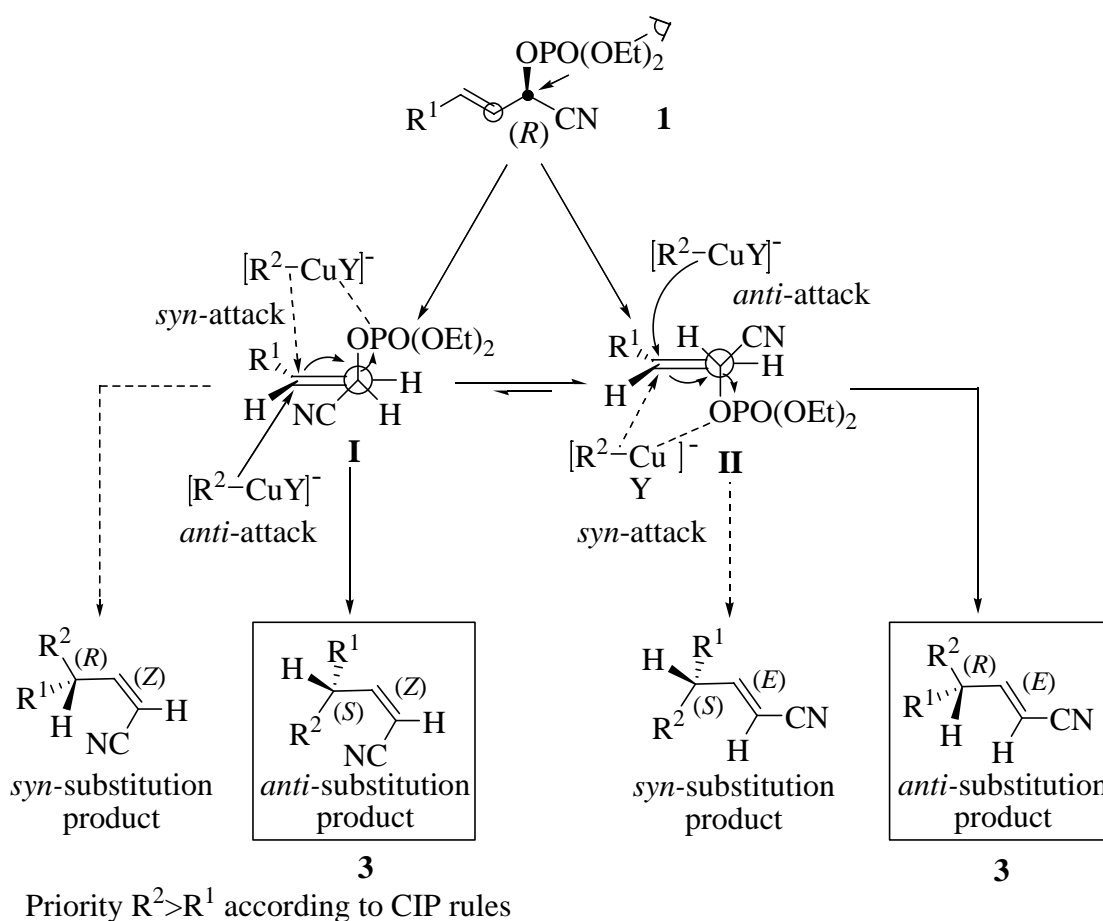 OPO(OEt)2
R1
CN
(R)
1
[R2-CuY]-
syn-attack
OPO(OEt)2
R1
H
H
NC
H
I
[R2-CuY]-
anti-attack
[R2-CuY]-
anti-attack
H
CN
R1
H
H
OPO(OEt)2
[R2-Cu ]-
Y
II
syn-attack
R2
(R)
(Z)
R1
H
H
NC
syn-substitution
product
H
R1
(Z)
(S)
R2
H
NC
anti-substitution
product
3
H
R1
(E)
(S)
R2
CN
H
syn-substitution
product
R2
(R)
(E)
R1
CN
H
H
anti-substitution
product
3
Priority R2>R1 according to CIP rules